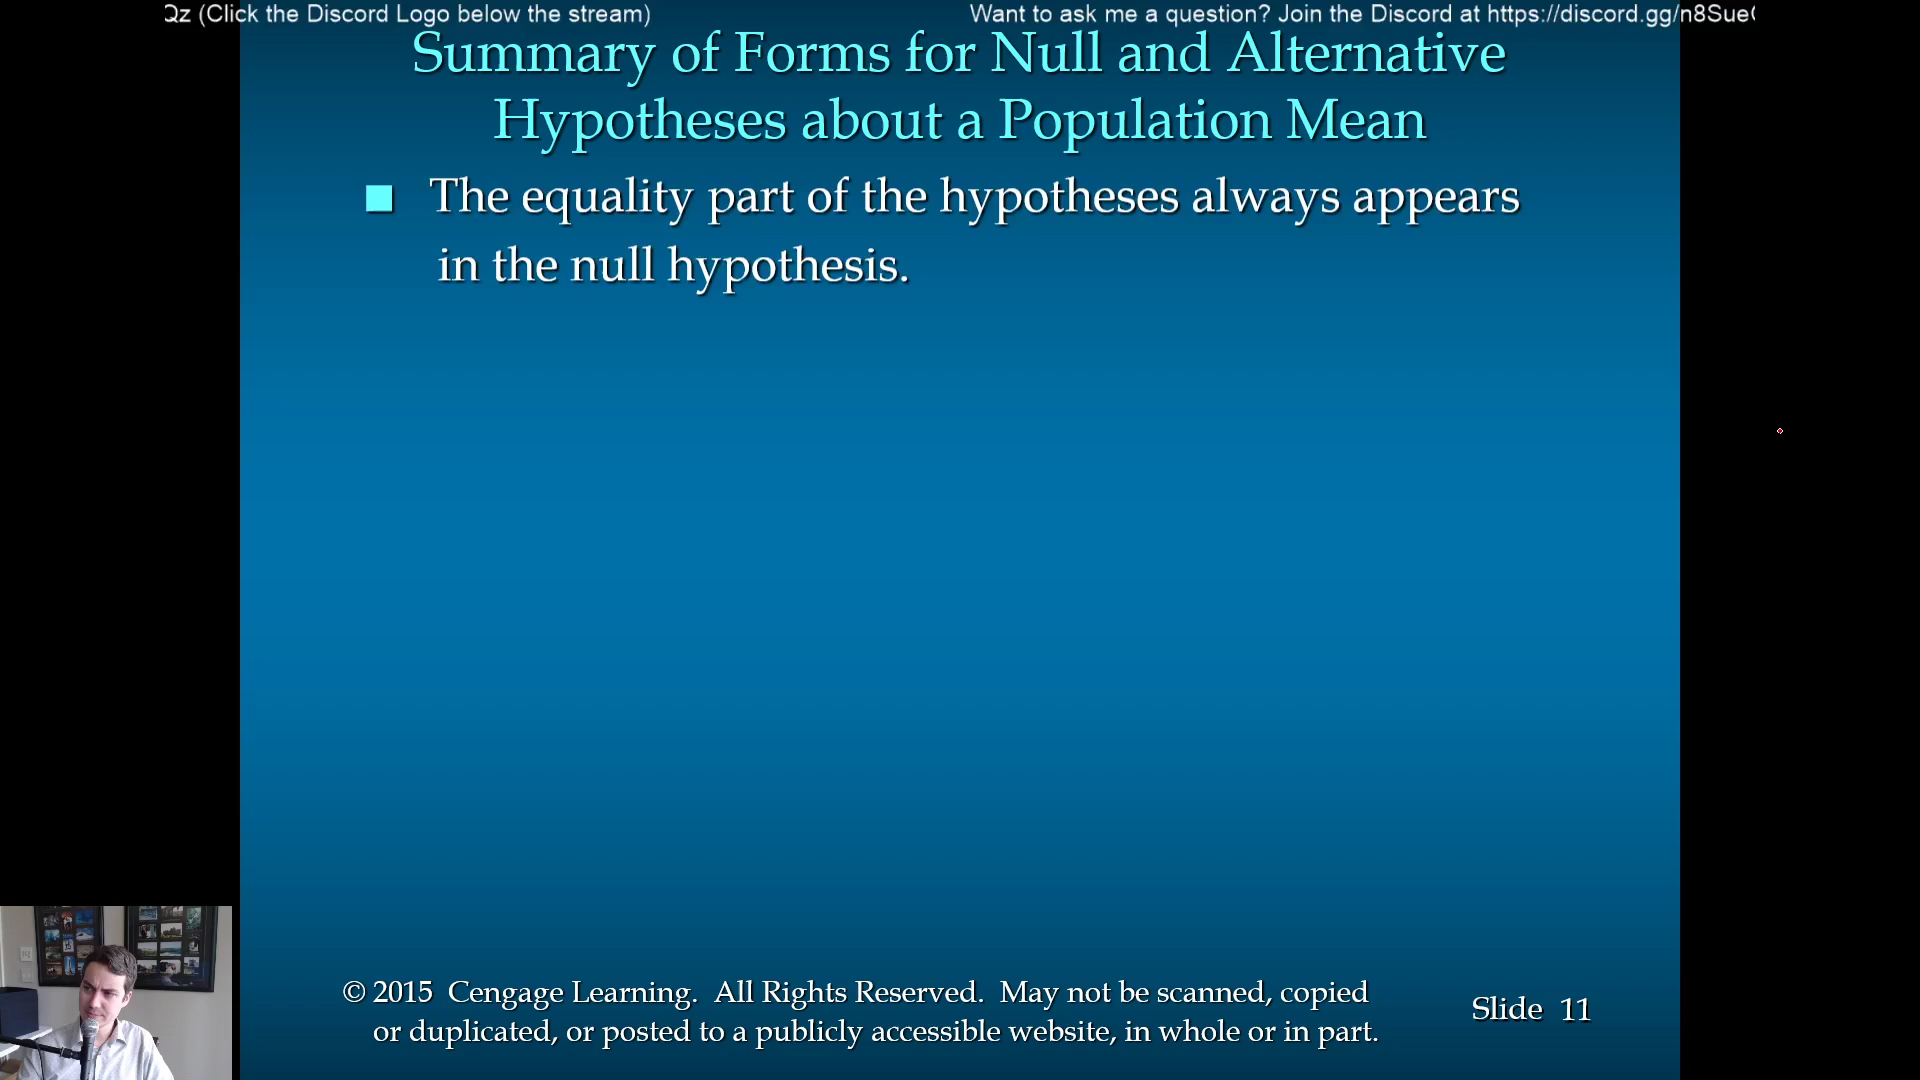 Qz (Click the Discord Logo below the stream)
Want to ask me a question? Join the Discord at https://discord.gg/n8Sue
Summary of Forms for Null and Alternative
Hypotheses about a Population Mean
The equality part of the hypotheses always appears
in the null hypothesis.
© 2015 Cengage Learning. All Rights Reserved. May not be scanned, copied
or duplicated, or posted to a publicly accessible website, in whole or in part.
Slide 11